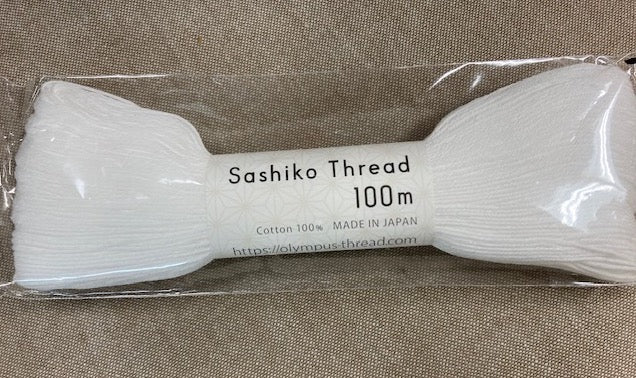 Sashiko Thread
100m
Cotton 100% MADE IN JAPAN
https://olympus-thread.com